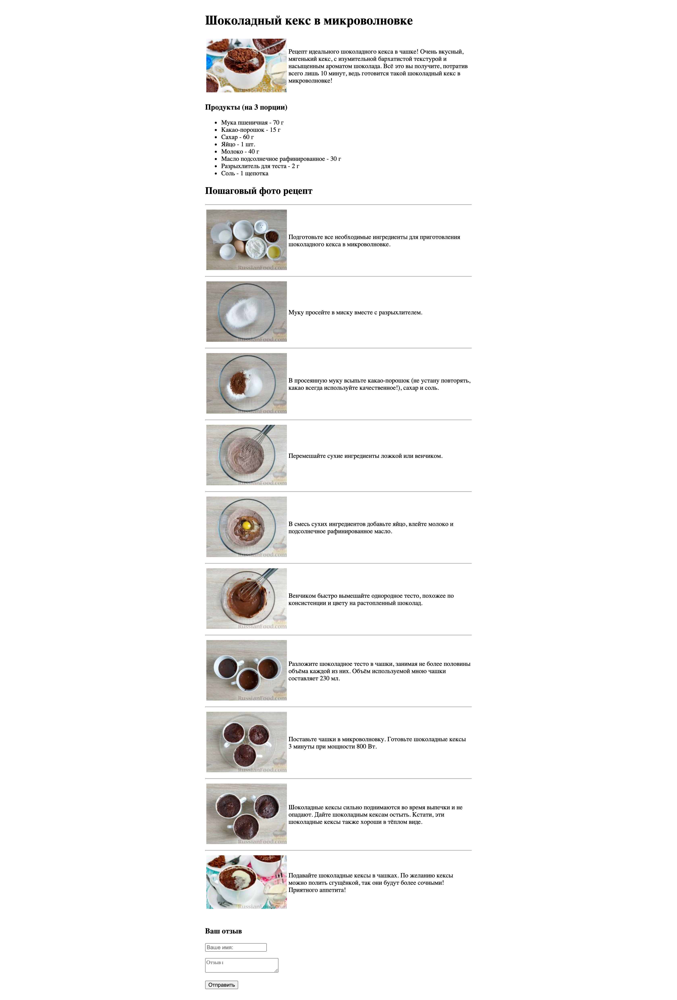 Шоколадный кекс в микроволновке
RussianFood.com
Рецепт идеального шоколадного кекса в чашке! Очень вкусный,
мягенький кекс, с изумительной бархатистой текстурой и
насыщенным ароматом шоколада. Всё это вы получите, потратив
всего лишь 10 минут, ведь готовится такой шоколадный кекс в
микроволновке!
Продукты (на 3 порции)
Мука пшеничная - 70 г
Какао-порошок - 15 г
Сахар - 60 г
Яйцо - 1 шт.
Молоко - 40 г
Масло подсолнечное рафинированное - 30 г
Разрыхлитель для теста - 2 г
Соль - 1 щепотка
Пошаговый фото рецепт
Подготовьте все необходимые ингредиенты для приготовления
шоколадного кекса в микроволновке.
RussianFood.com
Муку просейте в миску вместе с разрыхлителем.
RussianFood.com
В просеянную муку всыпьте какао-порошок (не устану повторять,
какао всегда используйте качественное!), сахар и соль.
RussianFood.com
Перемешайте сухие ингредиенты ложкой или венчиком.
RussianFood.com
В смесь сухих ингредиентов добавьте яйцо, влейте молоко и
подсолнечное рафинированное масло.
RussianFood.com
Венчиком быстро вымешайте однородное тесто, похожее по
консистенции и цвету на растопленный шоколад.
RussianFood.com
Разложите шоколадное тесто в чашки, занимая не более половины
объёма каждой из них. Объём используемой мною чашки
составляет 230 мл.
RussianFood.com
Поставьте чашки в микроволновку. Готовьте шоколадные кексы
3 минуты при мощности 800 Вт.
RussianFood.com
Шоколадные кексы сильно поднимаются во время выпечки и не
опадают. Дайте шоколадным кексам остыть. Кстати, эти
шоколадные кексы также хороши в тёплом виде.
RussianFood.com
Подавайте шоколадные кексы в чашках. По желанию кексы
можно полить сгущёнкой, так они будут более сочными!
Приятного аппетита!
RussianFood.com
Ваш отзыв
Ваше имя:
Отзыв:
Отправить